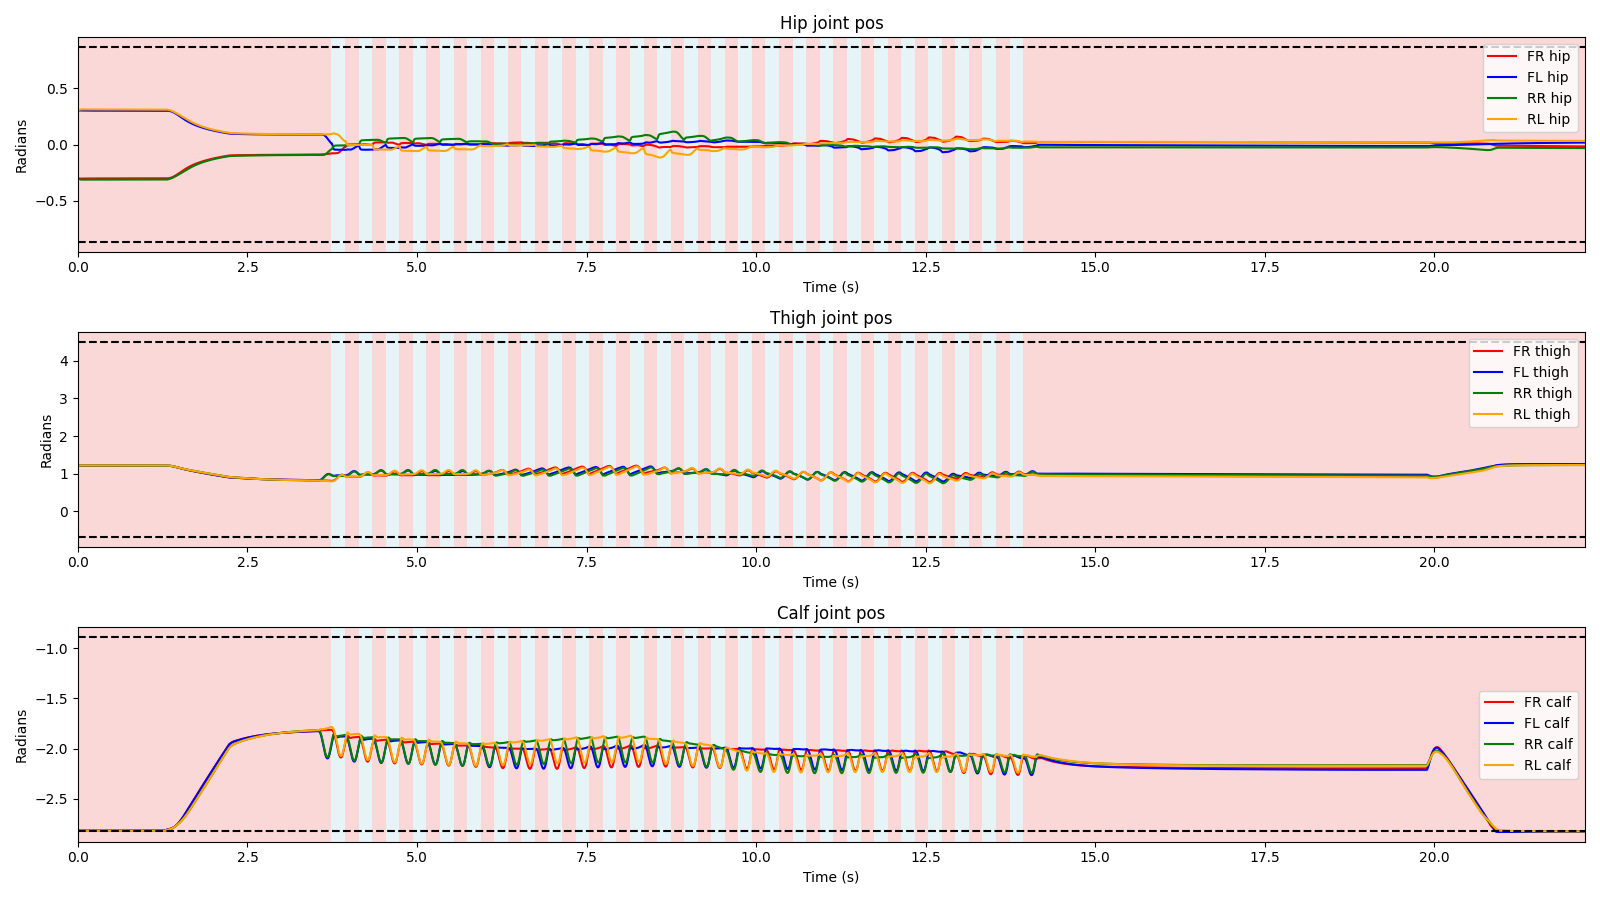 Hip joint pos
0.5
0.0
−0.5
Radians
FR hip
FL hip
RR hip
RL hip
0.0 2.5 5.0 7.5 10.0 12.5 15.0 17.5 20.0
Time (s)
Thigh joint pos
4
3
2
1
0
Radians
FR thigh
FL thigh
RR thigh
RL thigh
0.0 2.5 5.0 7.5 10.0 12.5 15.0 17.5 20.0
Time (s)
Calf joint pos
−1.0
−1.5
−2.0
−2.5
Radians
FR calf
FL calf
RR calf
RL calf
0.0 2.5 5.0 7.5 10.0 12.5 15.0 17.5 20.0
Time (s)